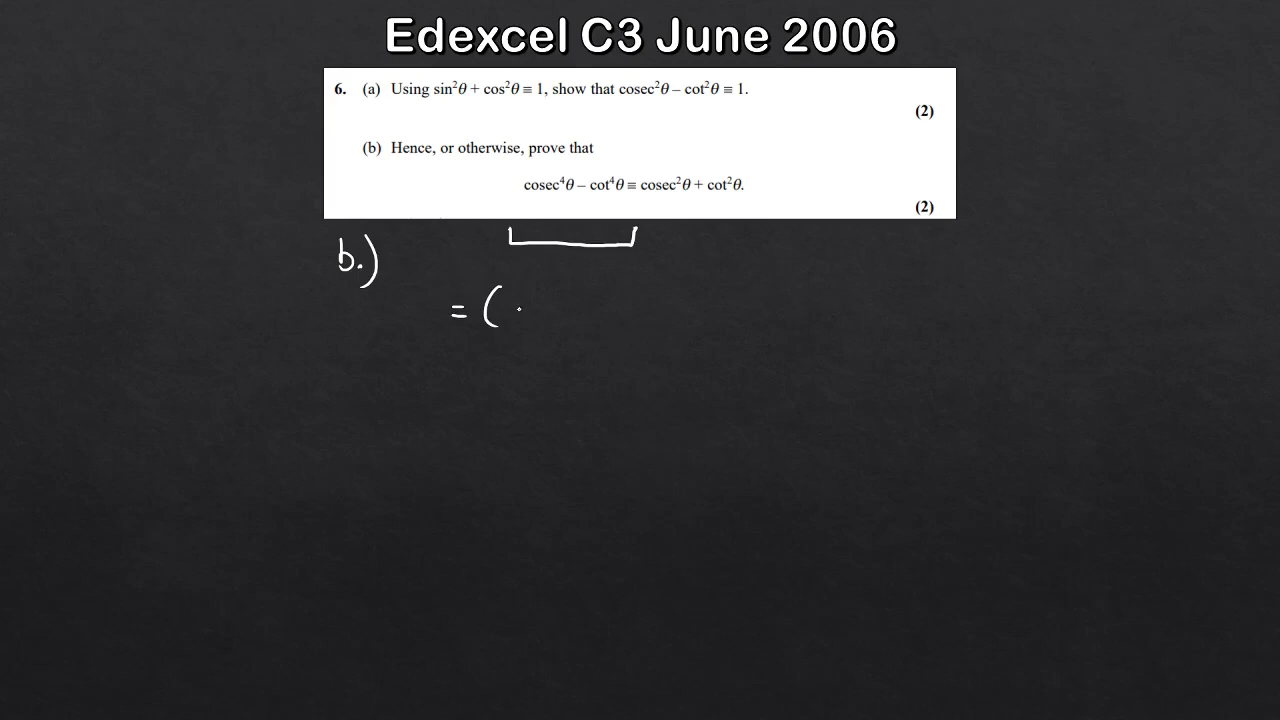 Edexcel C3 June 2006
6. (a) Using sin²θ + cos²θ ≡ 1, show that cosec²θ – cot²θ ≡ 1.
(2)
(b) Hence, or otherwise, prove that
cosec⁴θ – cot⁴θ ≡ cosec²θ + cot²θ.
(2)
b.)
= (